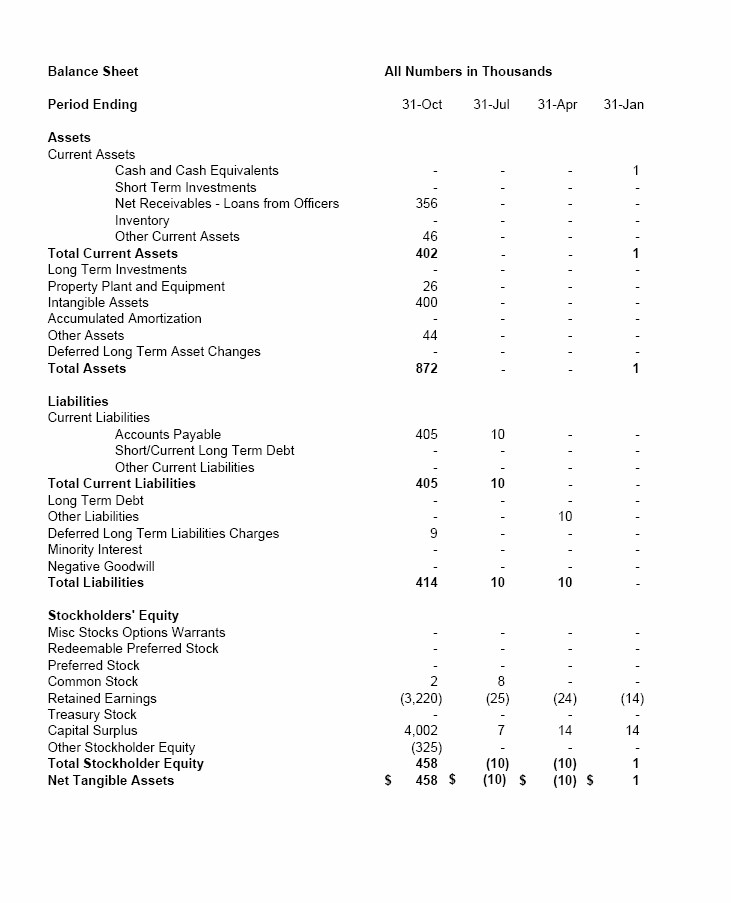 Balance Sheet All Numbers in Thousands
Period Ending 31-Oct 31-Jul 31-Apr 31-Jan
Assets
Current Assets
Cash and Cash Equivalents - - - 1
Short Term Investments - - - -
Net Receivables - Loans from Officers 356 - - -
Inventory - - - -
Other Current Assets 46 - - -
Total Current Assets 402 - - 1
Long Term Investments - - - -
Property Plant and Equipment 26 - - -
Intangible Assets 400 - - -
Accumulated Amortization - - - -
Other Assets 44 - - -
Deferred Long Term Asset Changes - - - -
Total Assets 872 - - 1
Liabilities
Current Liabilities
Accounts Payable 405 10 - -
Short/Current Long Term Debt - - - -
Other Current Liabilities - - - -
Total Current Liabilities 405 10 - -
Long Term Debt - - - -
Other Liabilities - - 10 -
Deferred Long Term Liabilities Charges 9 - - -
Minority Interest - - - -
Negative Goodwill - - - -
Total Liabilities 414 10 10 -
Stockholders' Equity
Misc Stocks Options Warrants - - - -
Redeemable Preferred Stock - - - -
Preferred Stock - - - -
Common Stock 2 8 - -
Retained Earnings (3,220) (25) (24) (14)
Treasury Stock - - - -
Capital Surplus 4,002 7 14 14
Other Stockholder Equity (325) - - -
Total Stockholder Equity 458 (10) (10) 1
Net Tangible Assets $ 458 $ (10) $ (10) $ 1